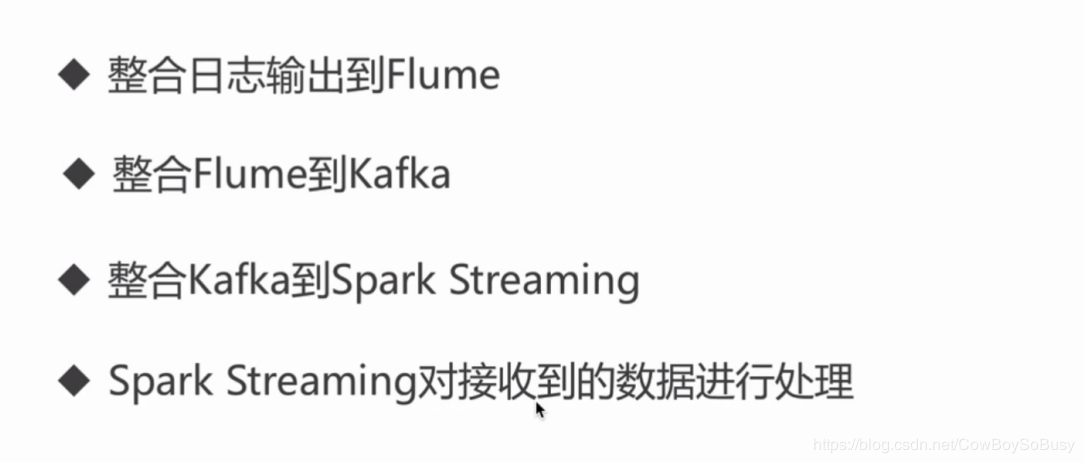 ◆ 整合日志输出到Flume
◆ 整合Flume到Kafka
◆ 整合Kafka到Spark Streaming
◆ Spark Streaming对接收到的数据进行处理
https://blog.csdn.net/CowBoySoBusy